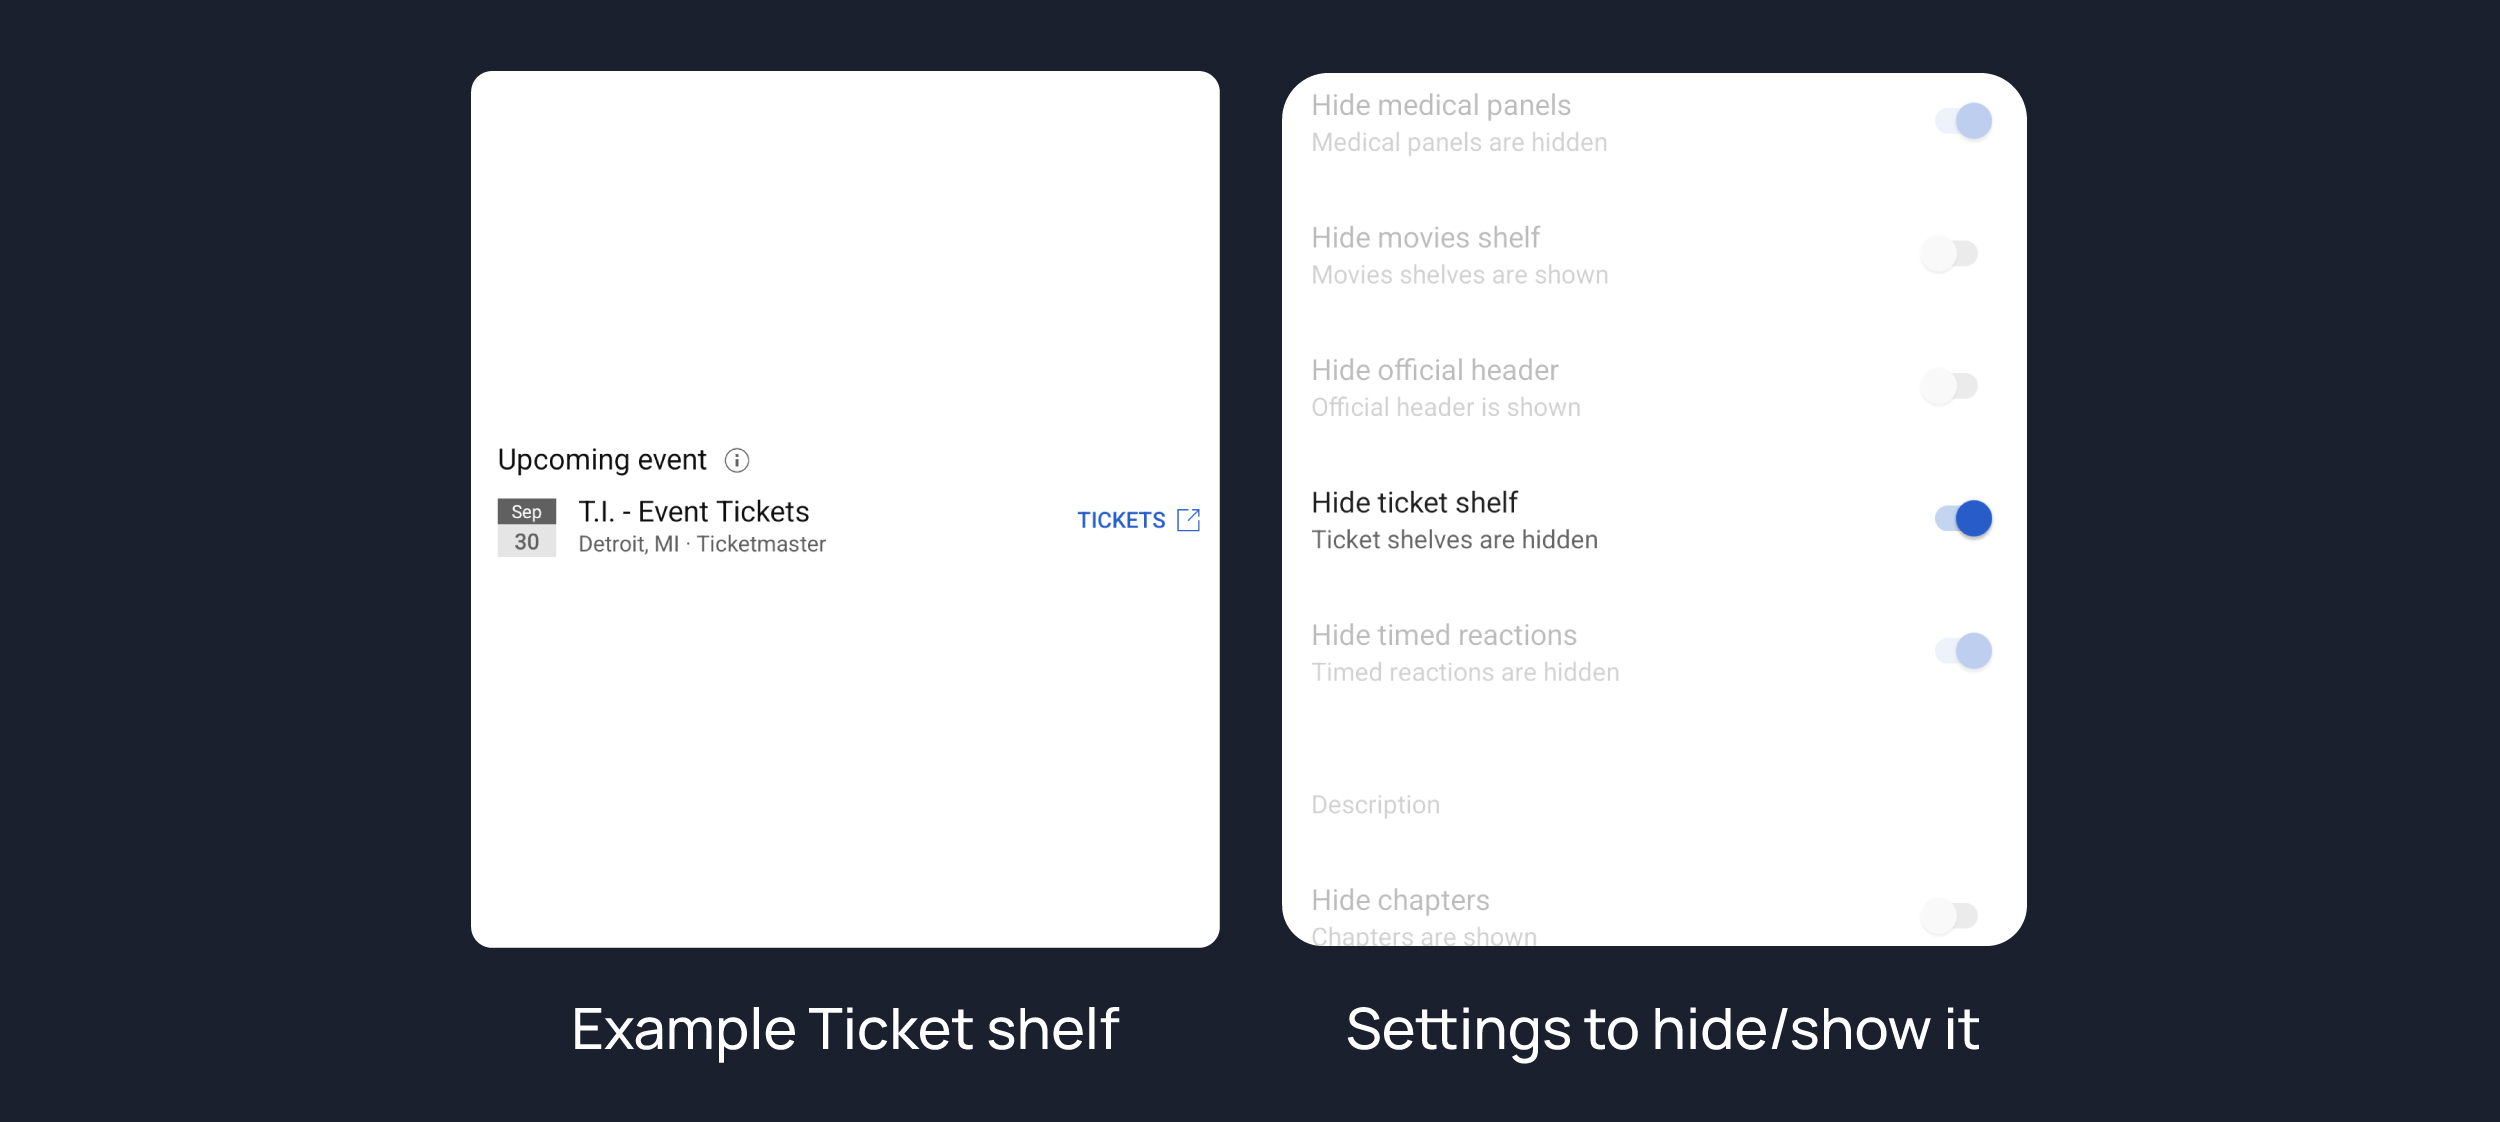 Upcoming event
Sep
30
T.I. - Event Tickets
Detroit, MI · Ticketmaster
TICKETS
Example Ticket shelf
Hide medical panels
Medical panels are hidden
Hide movies shelf
Movies shelves are shown
Hide official header
Official header is shown
Hide ticket shelf
Ticket shelves are hidden
Hide timed reactions
Timed reactions are hidden
Description
Hide chapters
Chapters are shown
Settings to hide/show it